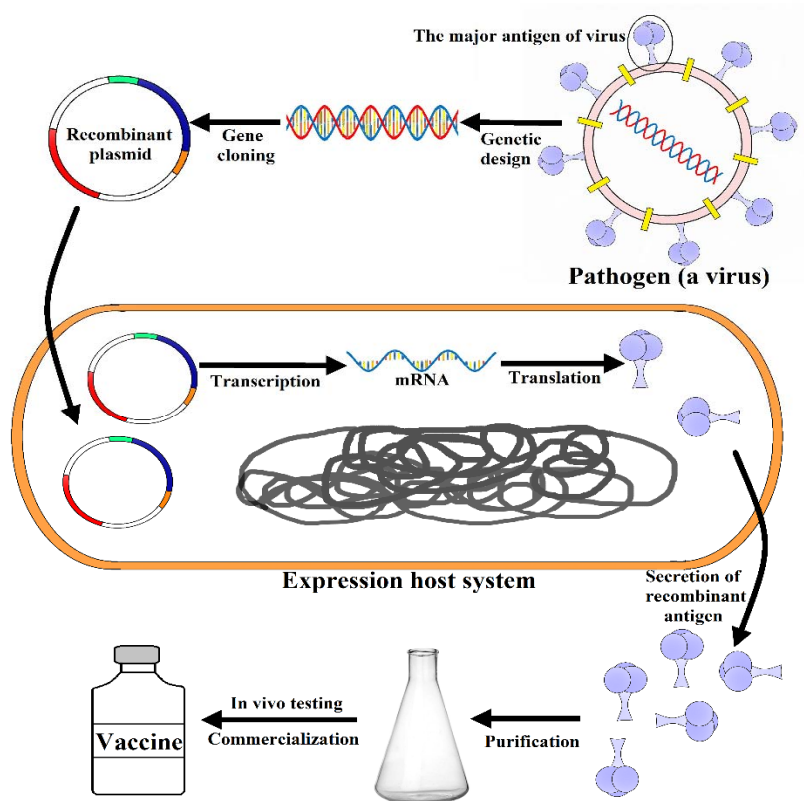 The major antigen of virus
Recombinant
plasmid
Gene
cloning
Genetic
design
Pathogen (a virus)
Transcription
mRNA
Translation
Expression host system
Secretion of
recombinant
antigen
Vaccine
In vivo testing
Commercialization
Purification